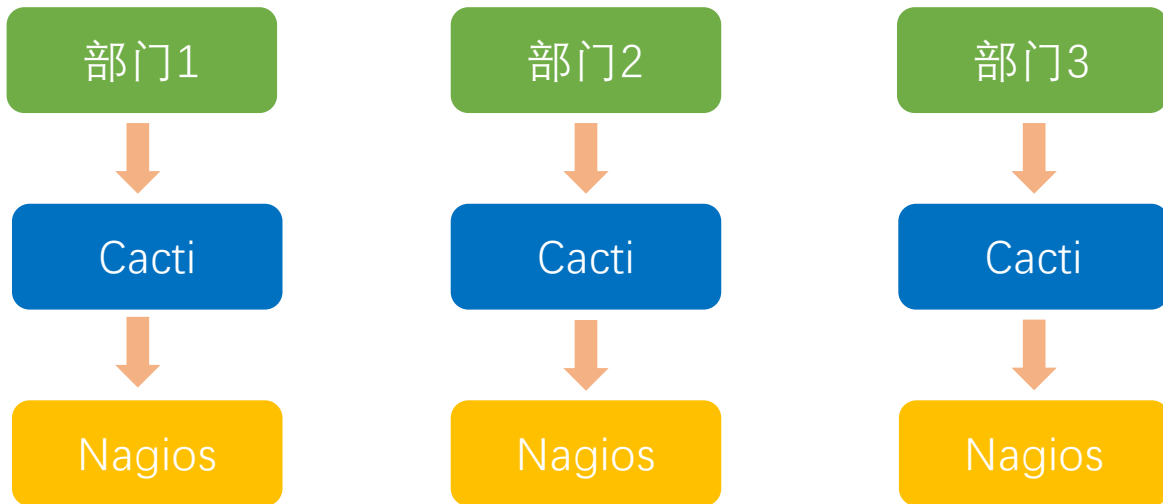 部门1
部门2
部门3
Cacti
Cacti
Cacti
Nagios
Nagios
Nagios